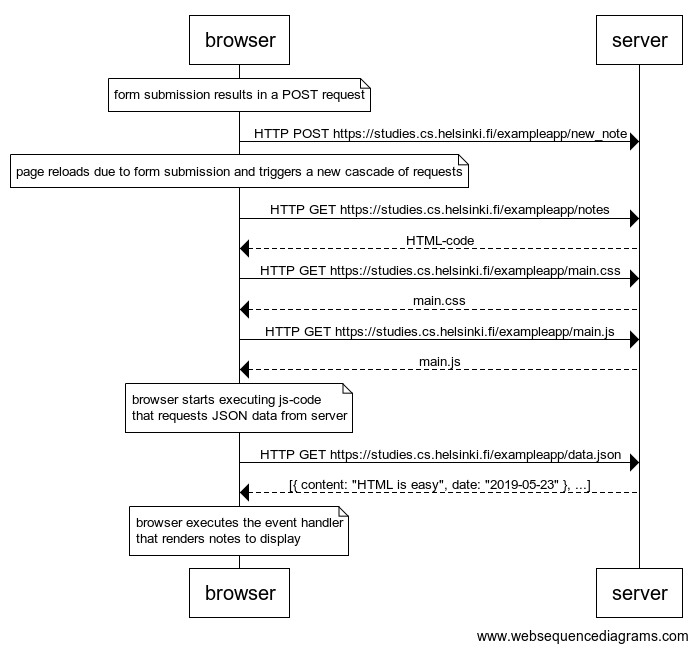 browser
server
form submission results in a POST request
HTTP POST https://studies.cs.helsinki.fi/exampleapp/new_note
page reloads due to form submission and triggers a new cascade of requests
HTTP GET https://studies.cs.helsinki.fi/exampleapp/notes
HTML-code
HTTP GET https://studies.cs.helsinki.fi/exampleapp/main.css
main.css
HTTP GET https://studies.cs.helsinki.fi/exampleapp/main.js
main.js
browser starts executing js-code
that requests JSON data from server
HTTP GET https://studies.cs.helsinki.fi/exampleapp/data.json
[{ content: "HTML is easy", date: "2019-05-23" }, ...]
browser executes the event handler
that renders notes to display
browser
server
www.websequencediagrams.com